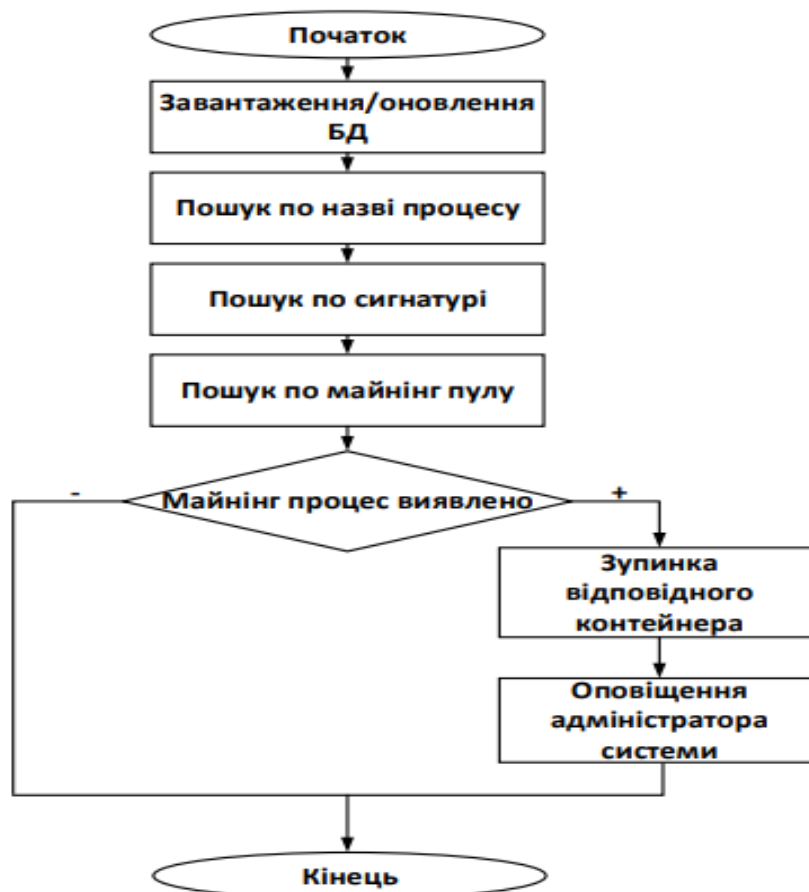 Початок
Завантаження/оновлення
БД
Пошук по назві процесу
Пошук по сигнатурі
Пошук по майнінг пулу
-
Майнінг процес виявлено
+
Зупинка
відповідного
контейнера
Оповіщення
адміністратора
системи
Кінець